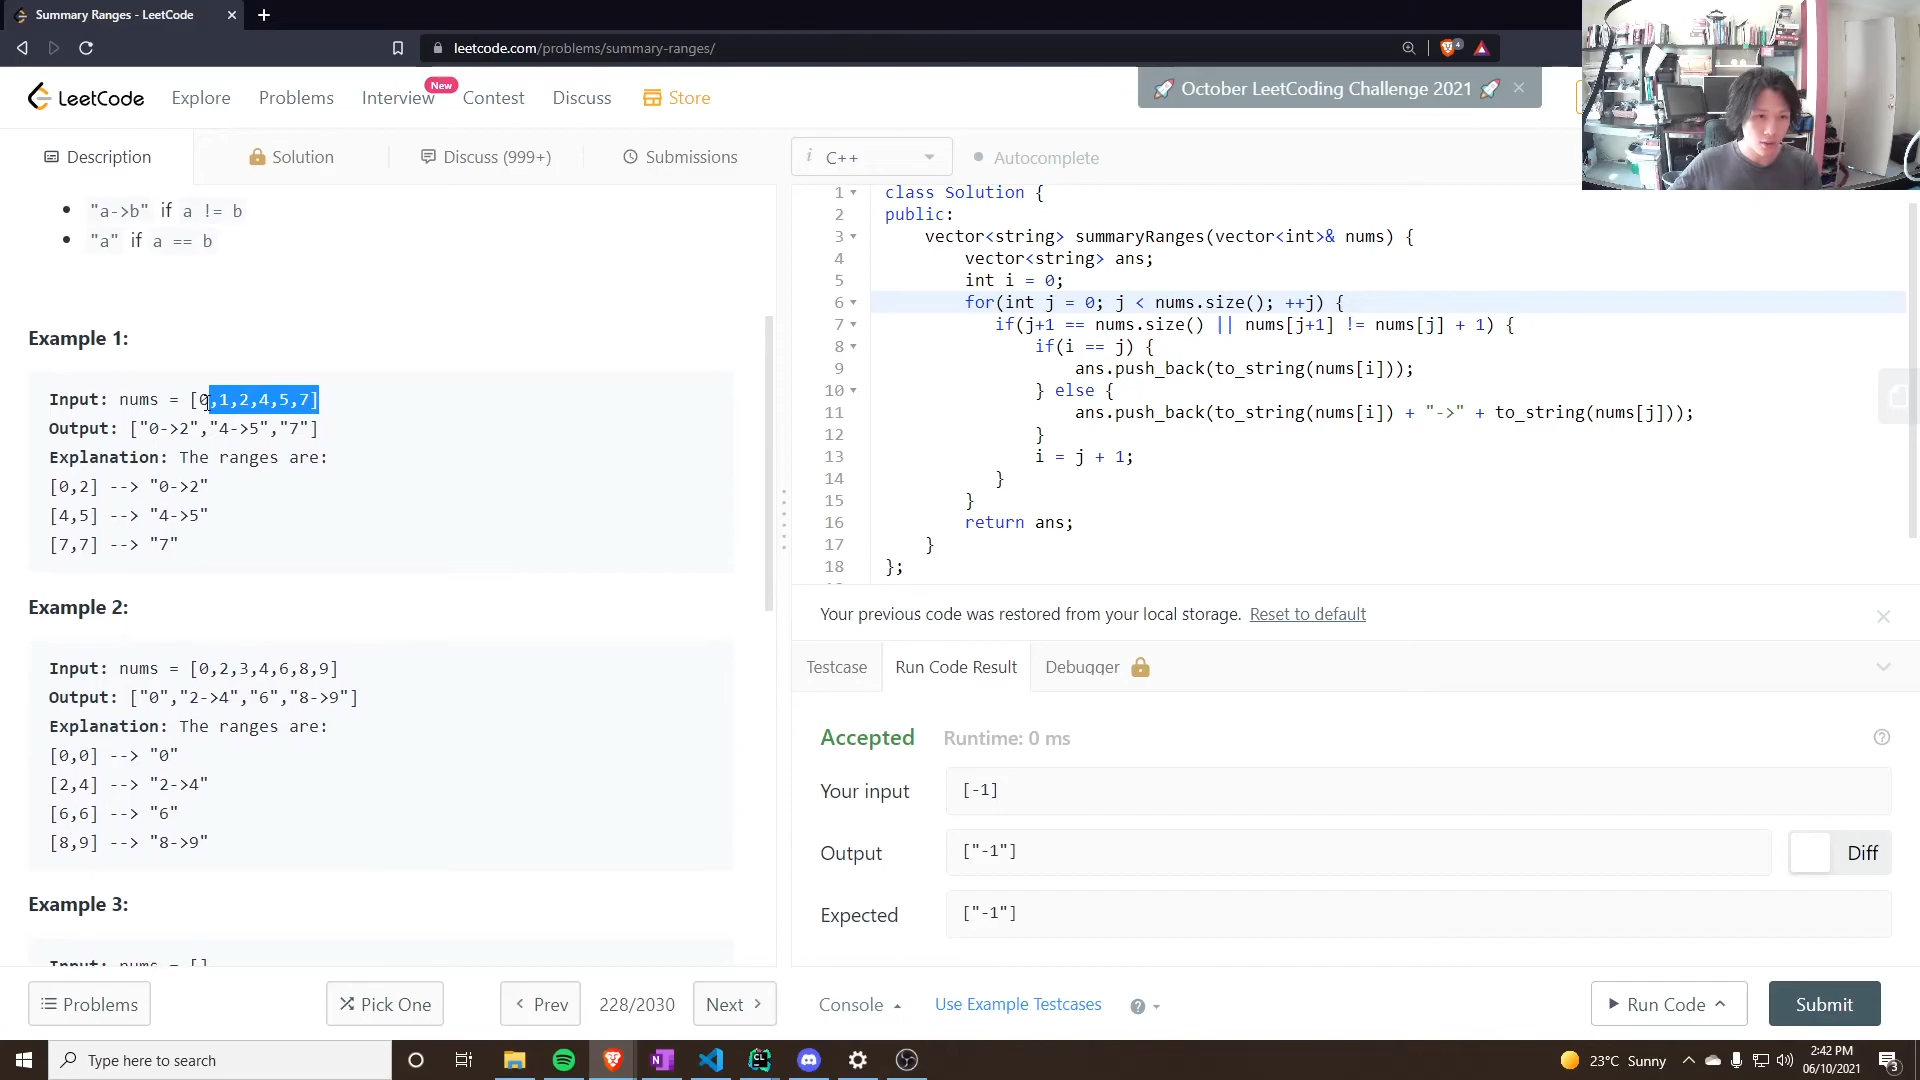 Summary Ranges - LeetCode
leetcode.com/problems/summary-ranges/
LeetCode
Explore
Problems
Interview
New
Contest
Discuss
Store
October LeetCoding Challenge 2021
Description
Solution
Discuss (999+)
Submissions
"a->b" if a != b
"a" if a == b
Example 1:
Input: nums = [0,1,2,4,5,7]
Output: ["0->2","4->5","7"]
Explanation: The ranges are:
[0,2] --> "0->2"
[4,5] --> "4->5"
[7,7] --> "7"
Example 2:
Input: nums = [0,2,3,4,6,8,9]
Output: ["0","2->4","6","8->9"]
Explanation: The ranges are:
[0,0] --> "0"
[2,4] --> "2->4"
[6,6] --> "6"
[8,9] --> "8->9"
Example 3:
Input: nums = []
Problems
Pick One
Prev
228/2030
Next
i C++
Autocomplete
1 class Solution {
2 public:
3 vector<string> summaryRanges(vector<int>& nums) {
4 vector<string> ans;
5 int i = 0;
6 for(int j = 0; j < nums.size(); ++j) {
7 if(j+1 == nums.size() || nums[j+1] != nums[j] + 1) {
8 if(i == j) {
9 ans.push_back(to_string(nums[i]));
10 } else {
11 ans.push_back(to_string(nums[i]) + "->" + to_string(nums[j]));
12 }
13 i = j + 1;
14 }
15 }
16 return ans;
17 }
18 };
Your previous code was restored from your local storage. Reset to default
Testcase
Run Code Result
Debugger
Accepted Runtime: 0 ms
Your input [-1]
Output ["-1"]
Diff
Expected ["-1"]
Console
Use Example Testcases
Run Code
Submit
Type here to search
23°C Sunny
2:42 PM
06/10/2021